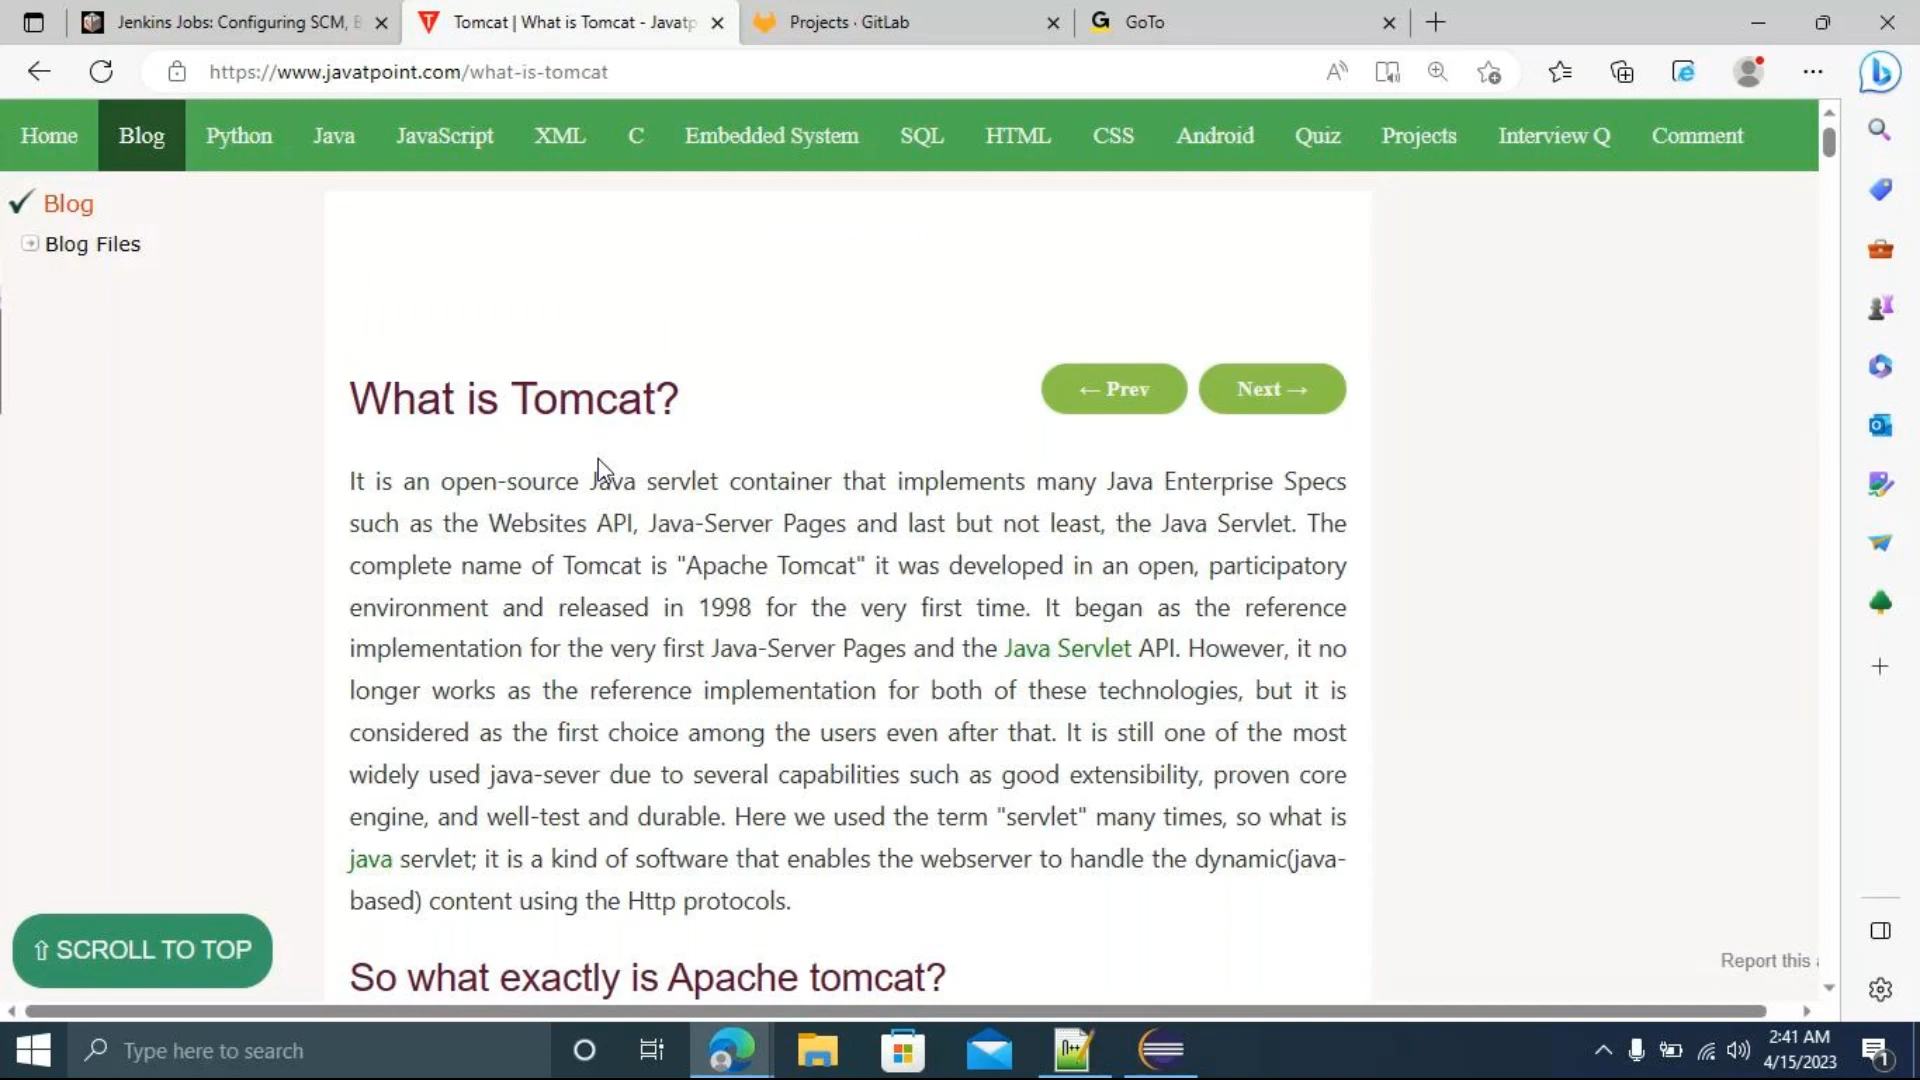 Jenkins Jobs: Configuring SCM, B
Tomcat | What is Tomcat - Javatp
Projects · GitLab
GoTo
https://www.javatpoint.com/what-is-tomcat
Home Blog Python Java JavaScript XML C Embedded System SQL HTML CSS Android Quiz Projects Interview Q Comment
Blog
Blog Files
What is Tomcat?
← Prev
Next →
It is an open-source Java servlet container that implements many Java Enterprise Specs
such as the Websites API, Java-Server Pages and last but not least, the Java Servlet. The
complete name of Tomcat is "Apache Tomcat" it was developed in an open, participatory
environment and released in 1998 for the very first time. It began as the reference
implementation for the very first Java-Server Pages and the Java Servlet API. However, it no
longer works as the reference implementation for both of these technologies, but it is
considered as the first choice among the users even after that. It is still one of the most
widely used java-sever due to several capabilities such as good extensibility, proven core
engine, and well-test and durable. Here we used the term "servlet" many times, so what is
java servlet; it is a kind of software that enables the webserver to handle the dynamic(java-
based) content using the Http protocols.
⇧ SCROLL TO TOP
Report this a
So what exactly is Apache tomcat?
Type here to search
2:41 AM
4/15/2023
1